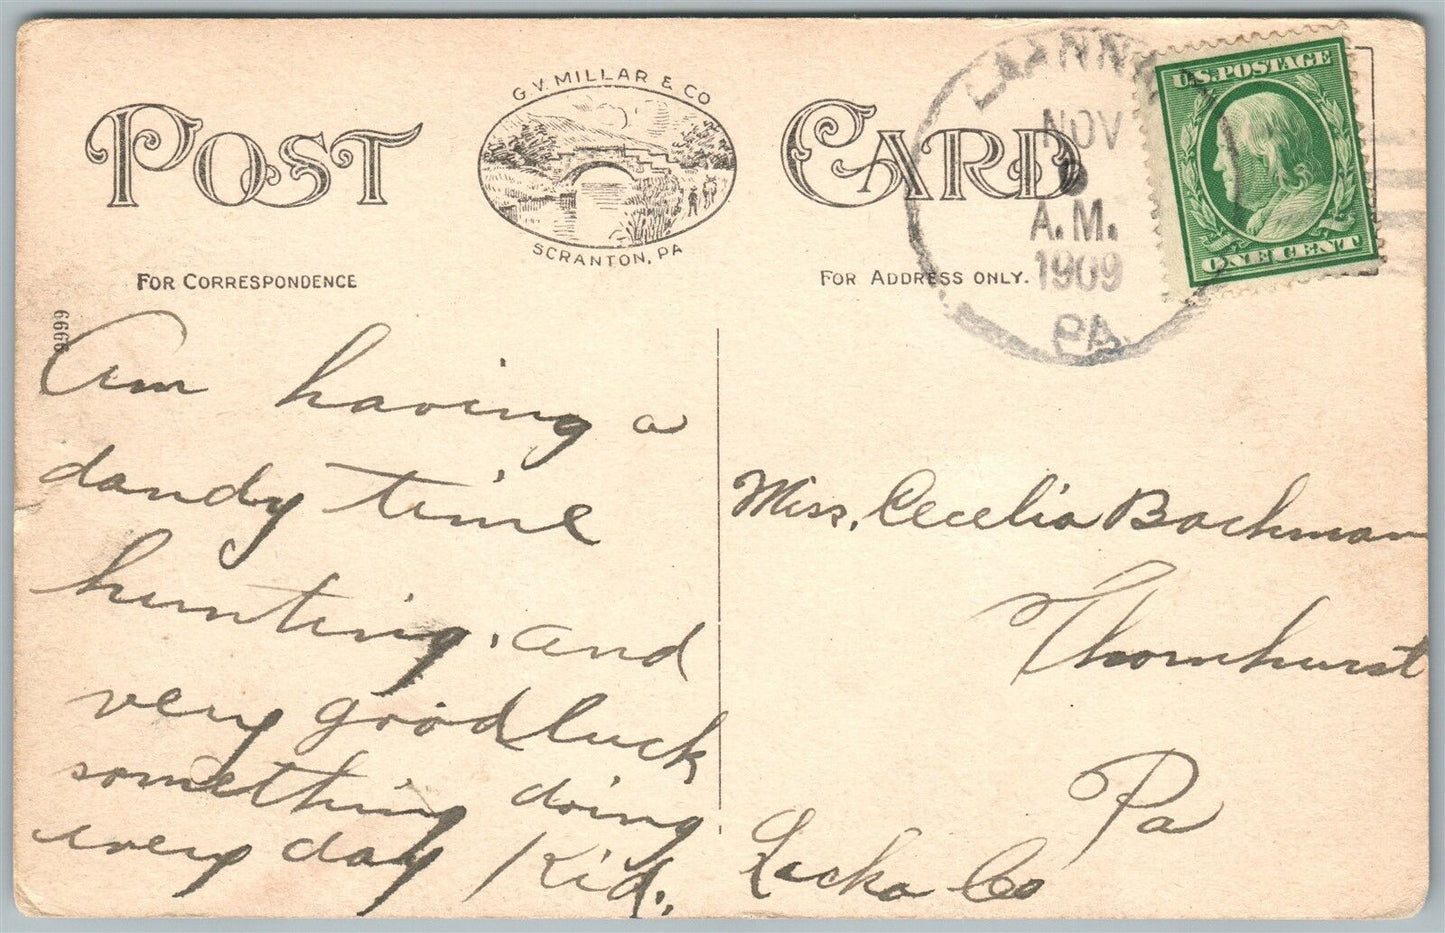 POST CARD
G. V. MILLAR & CO
SCRANTON, PA
FOR CORRESPONDENCE
FOR ADDRESS ONLY.
9999
NOV
A.M.
1909
PA.
U.S. POSTAGE
ONE CENT
Am having a
dandy time
hunting. and
very good luck
something doing
every day Kid.
Miss. Cecelia Bachman
Thornhurst
Pa
Lacka Co